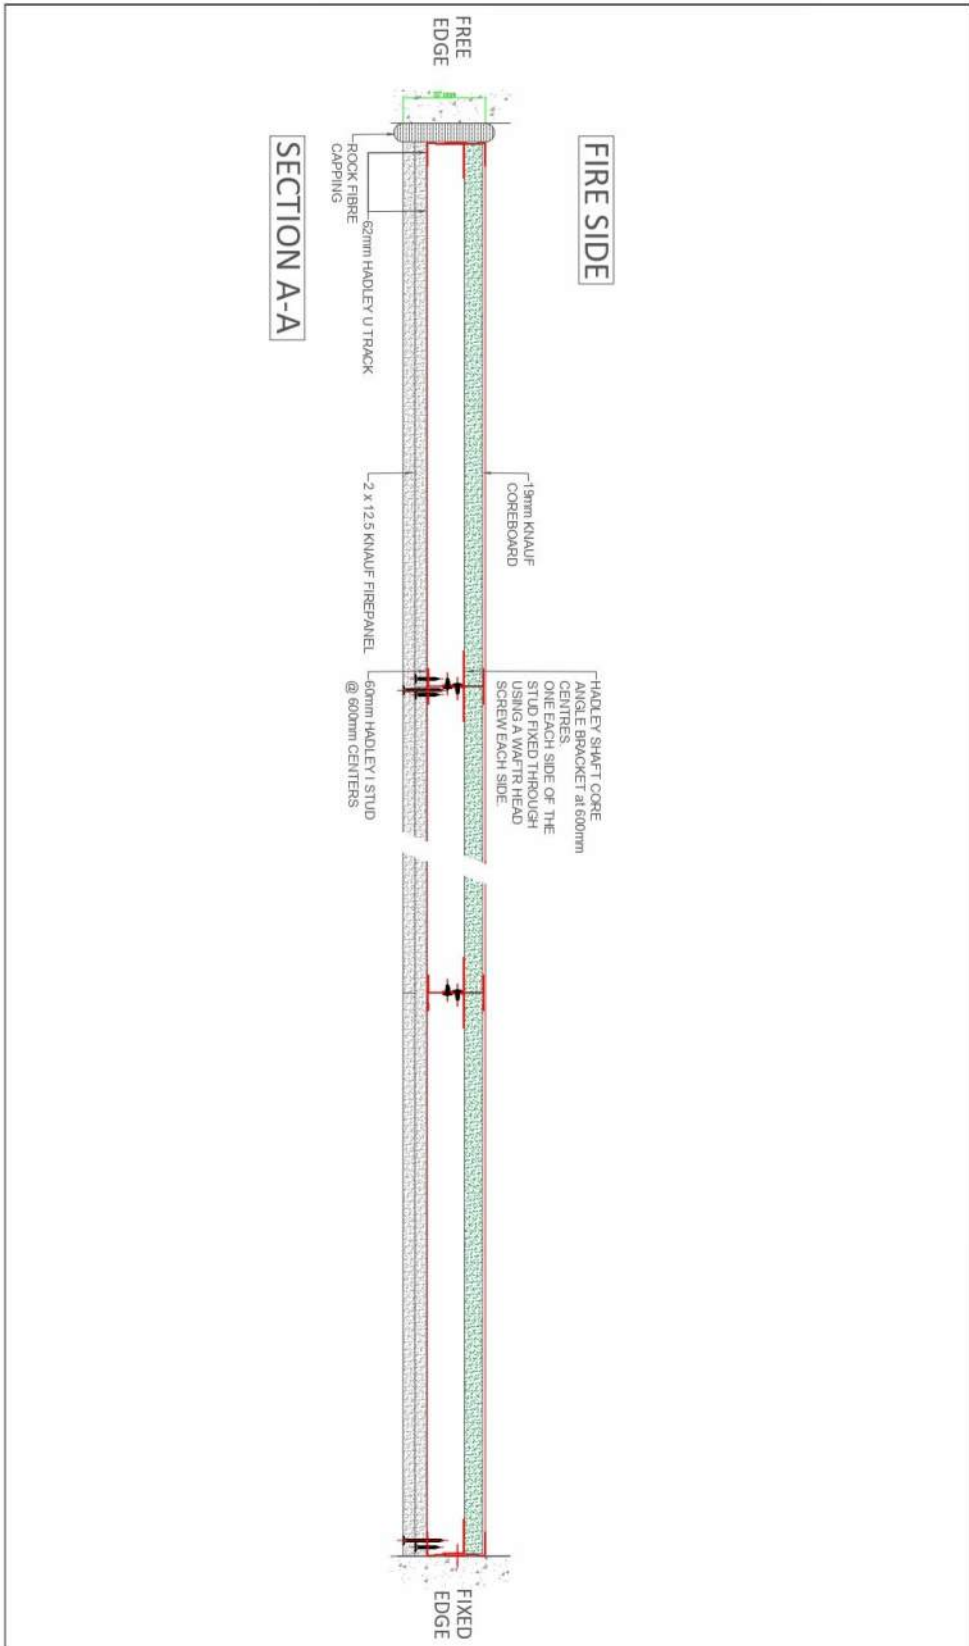 FIRE SIDE
FREE
EDGE
FIXED
EDGE
19mm KNAUF
COREBOARD
HADLEY SHAFT CORE
ANGLE BRACKET at 600mm
CENTRES.
ONE EACH SIDE OF THE
STUD FIXED THROUGH
USING A WAFTR HEAD
SCREW EACH SIDE.
62mm HADLEY U TRACK
ROCK FIBRE
CAPPING
2 x 12.5 KNAUF FIREPANEL
60mm HADLEY I STUD
@ 600mm CENTERS
SECTION A-A